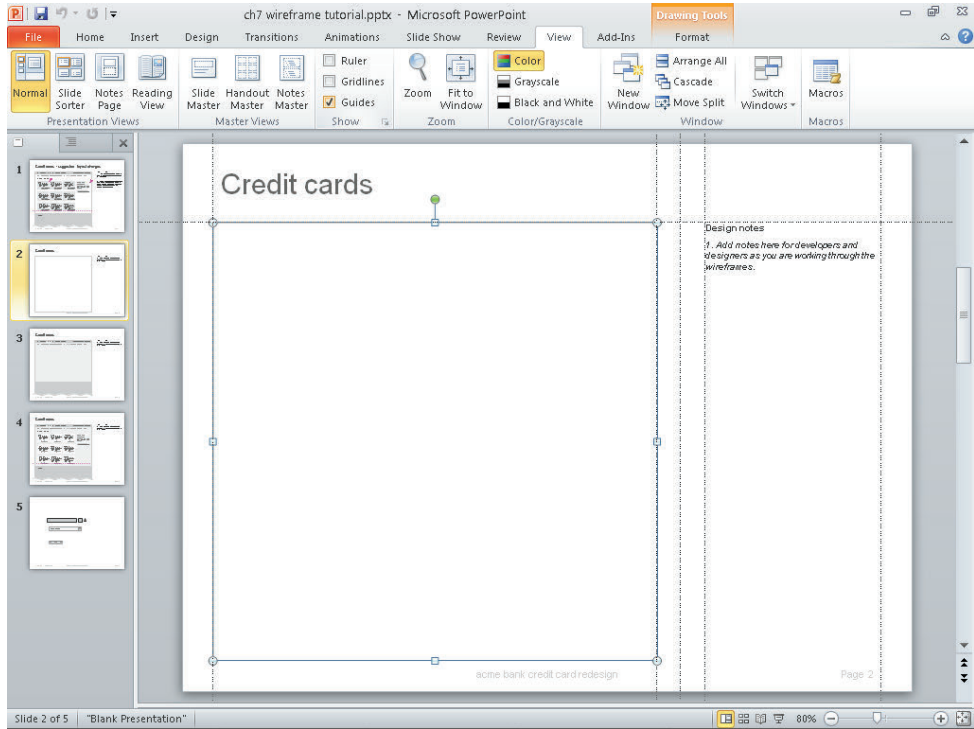 ch7 wireframe tutorial.pptx - Microsoft PowerPoint
Drawing Tools
File Home Insert Design Transitions Animations Slide Show Review View Add-Ins Format
Normal Slide Sorter Notes Page Reading View
Presentation Views
Slide Master Handout Master Notes Master
Master Views
Ruler
Gridlines
Guides
Show
Zoom Fit to Window
Zoom
Color
Grayscale
Black and White
Color/Grayscale
New Window
Arrange All
Cascade
Move Split
Switch Windows
Window
Macros
Macros
1
2
3
4
5
Credit cards
Design notes
1. Add notes here for developers and
designers as you are working through the
wireframes.
acme bank credit card redesign
Page 2
Slide 2 of 5 "Blank Presentation" 80%